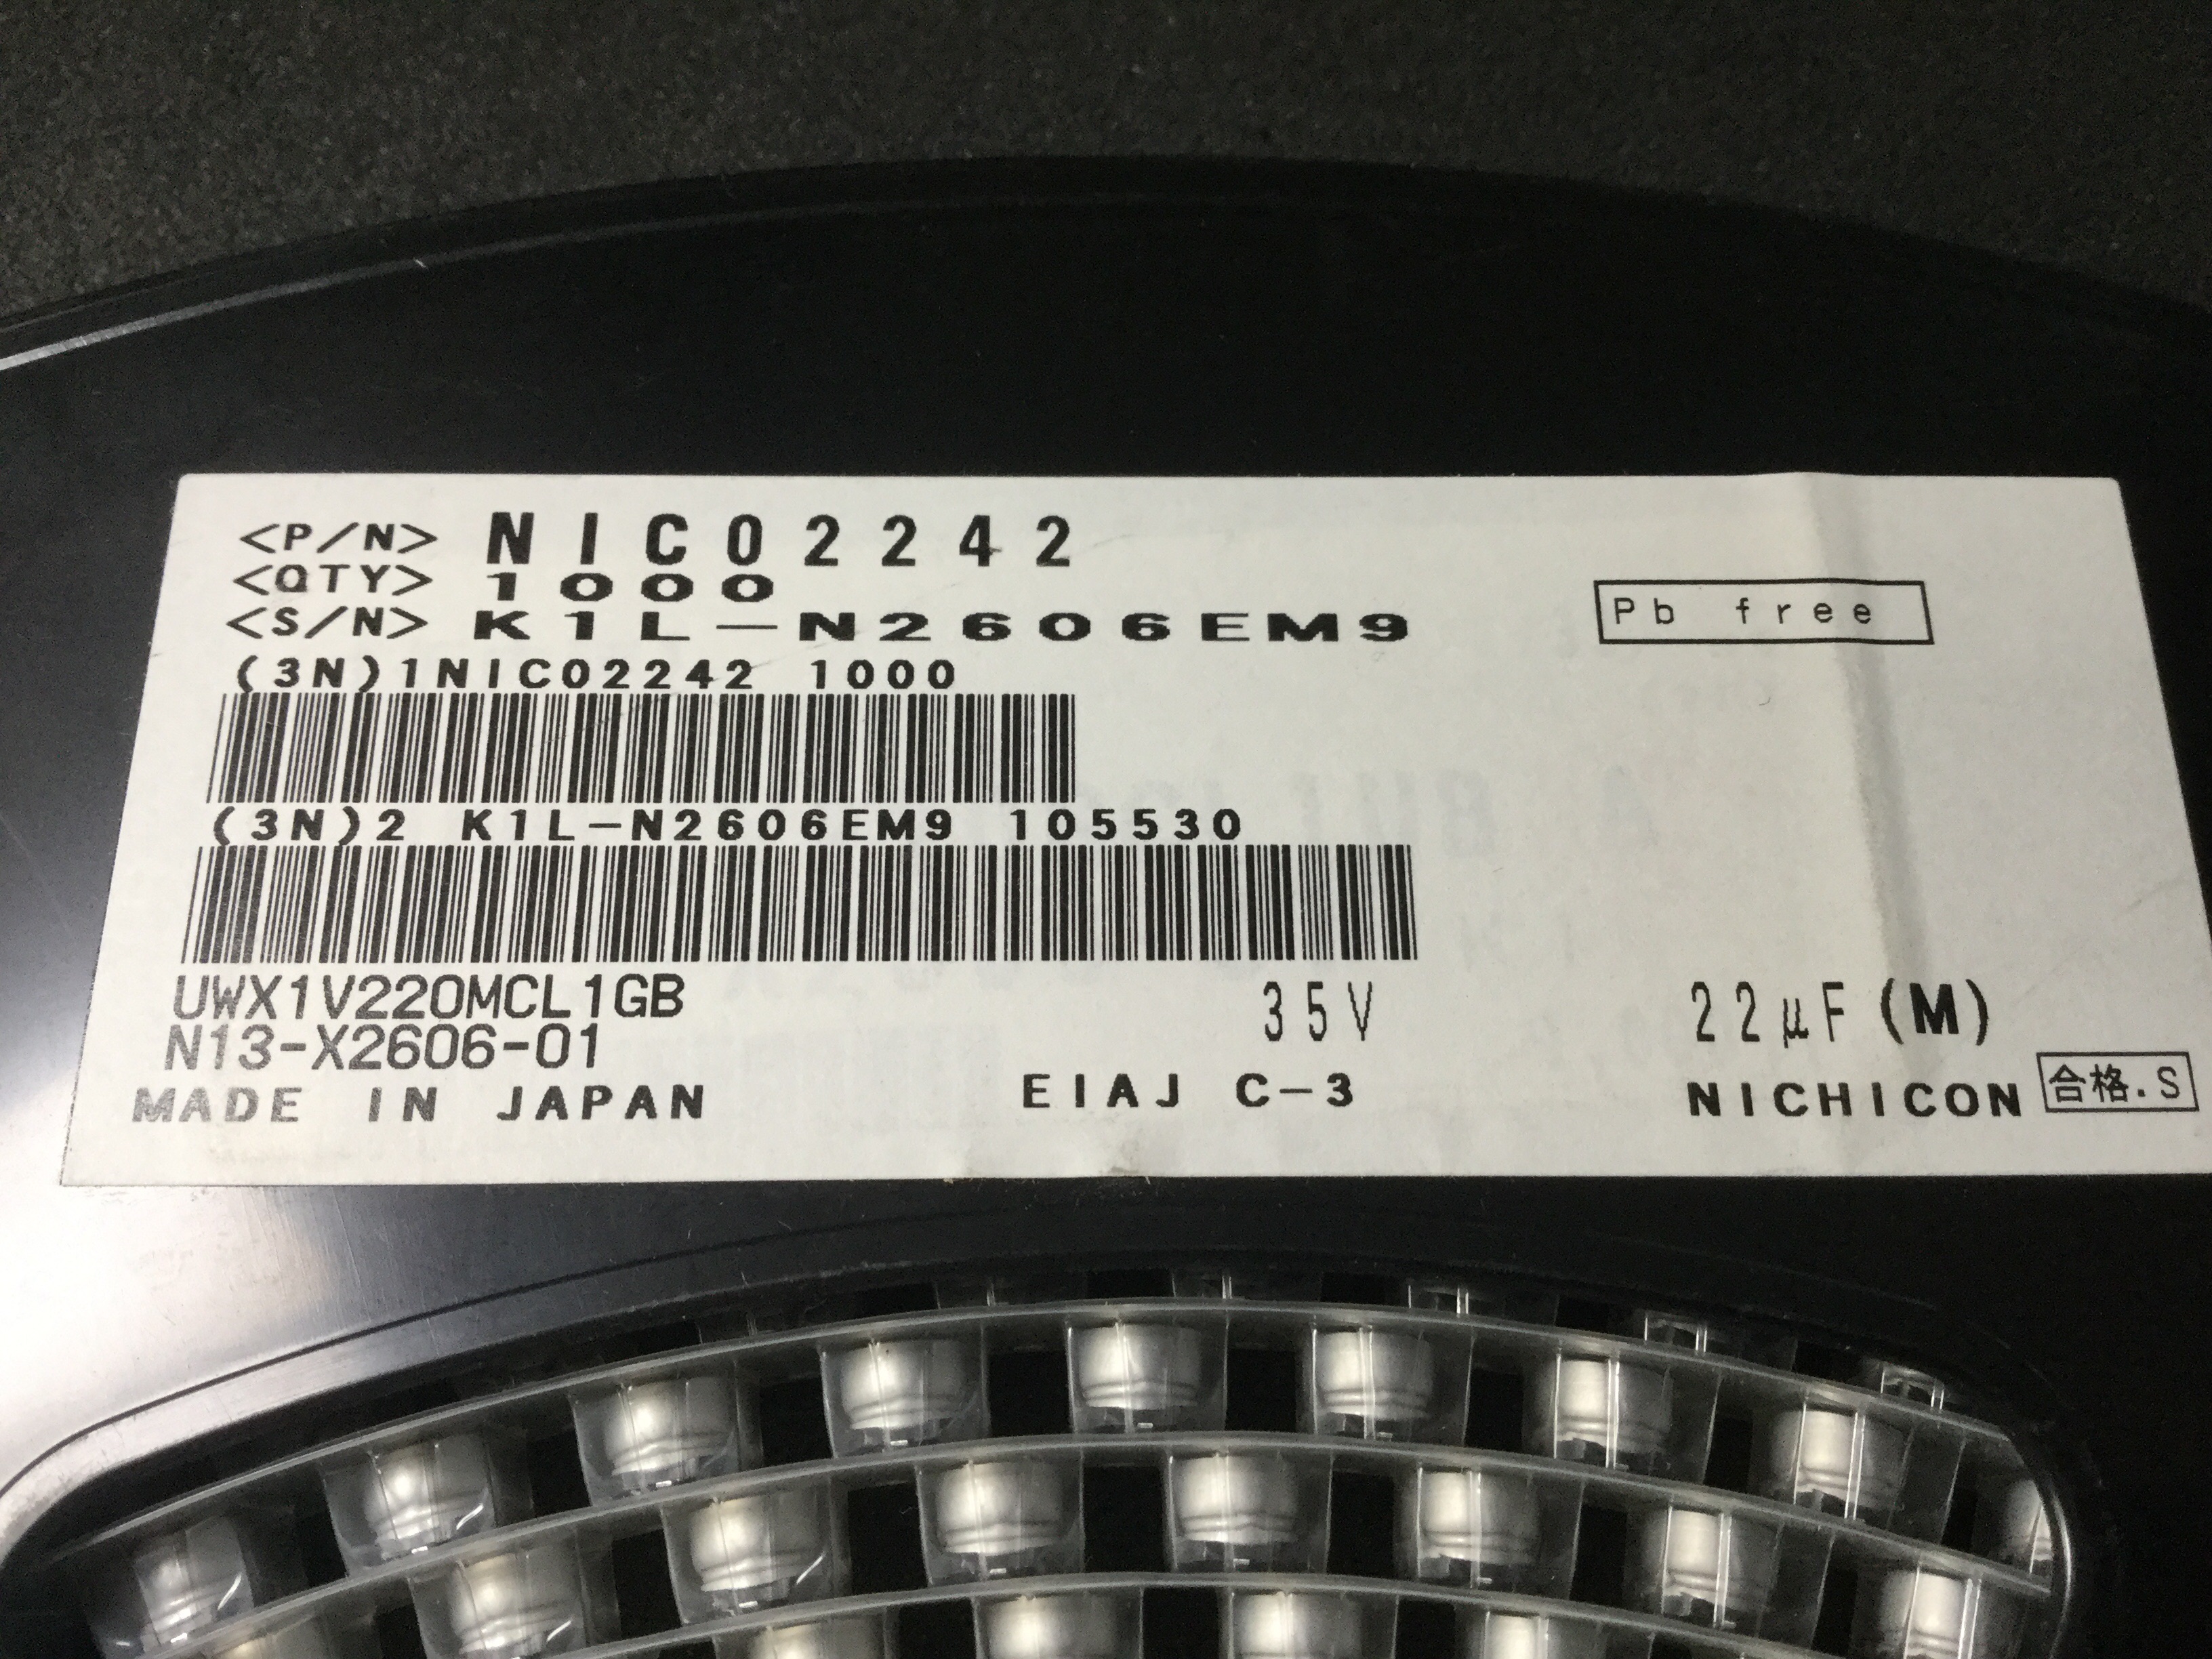 <P/N> NIC02242
<QTY> 1000
<S/N> K1L-N2606EM9
Pb free
(3N)1NIC02242 1000
(3N)2 K1L-N2606EM9 105530
UWX1V220MCL1GB 35V 22μF(M)
N13-X2606-01
MADE IN JAPAN EIAJ C-3 NICHICON 合格.S